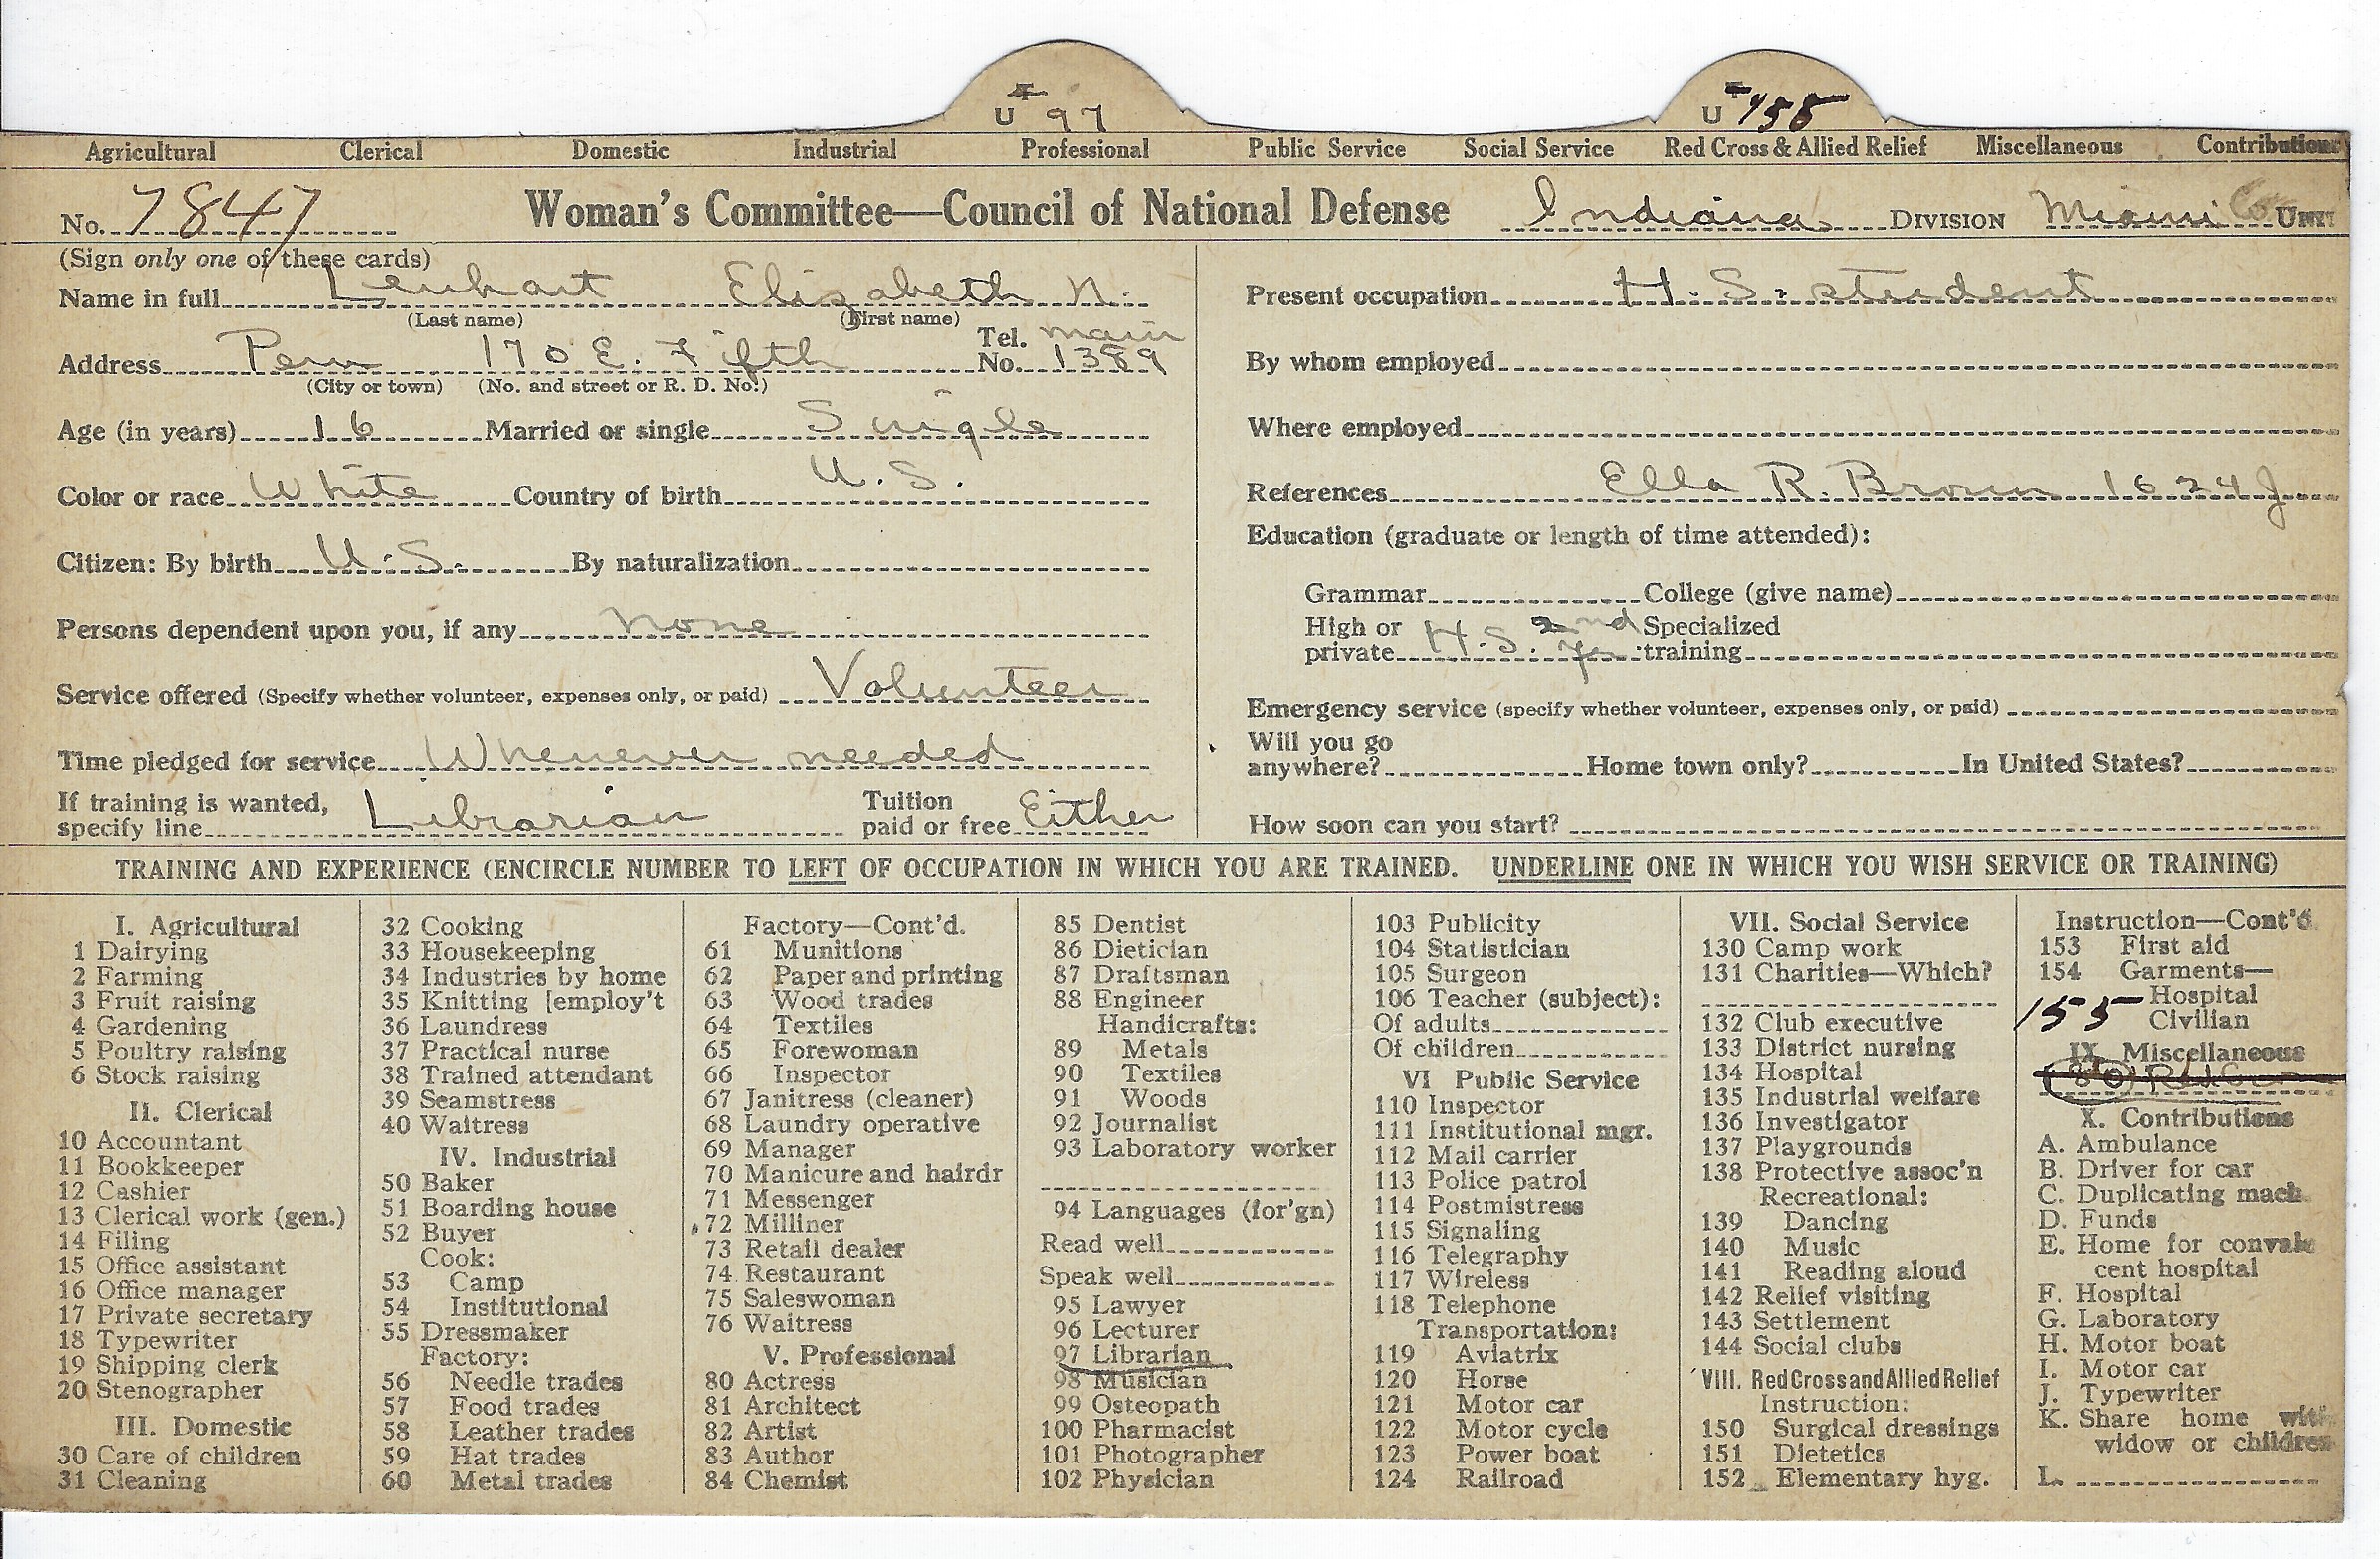 U 97
U 155
Agricultural Clerical Domestic Industrial Professional Public Service Social Service Red Cross & Allied Relief Miscellaneous Contributions
No. 7847 Woman's Committee—Council of National Defense Indiana DIVISION Miami Co. UNIT
(Sign only one of these cards)
Name in full Lenhart Elizabeth N.
(Last name) (First name)
Address Peru 170 E. Fifth Tel. No. Main 1389
(City or town) (No. and street or R. D. No.)
Age (in years) 16 Married or single Single
Color or race White Country of birth U.S.
Citizen: By birth U.S. By naturalization
Persons dependent upon you, if any none
Service offered (Specify whether volunteer, expenses only, or paid) Volunteer
Time pledged for service Whenever needed
If training is wanted, specify line Librarian Tuition paid or free Either
Present occupation H. S. student
By whom employed
Where employed
References Ella R. Brown 1624 J
Education (graduate or length of time attended):
Grammar College (give name)
High or private H.S. 2nd yr Specialized training
Emergency service (specify whether volunteer, expenses only, or paid)
Will you go anywhere? Home town only? In United States?
How soon can you start?
TRAINING AND EXPERIENCE (ENCIRCLE NUMBER TO LEFT OF OCCUPATION IN WHICH YOU ARE TRAINED. UNDERLINE ONE IN WHICH YOU WISH SERVICE OR TRAINING)
I. Agricultural
1 Dairying
2 Farming
3 Fruit raising
4 Gardening
5 Poultry raising
6 Stock raising
II. Clerical
10 Accountant
11 Bookkeeper
12 Cashier
13 Clerical work (gen.)
14 Filing
15 Office assistant
16 Office manager
17 Private secretary
18 Typewriter
19 Shipping clerk
20 Stenographer
III. Domestic
30 Care of children
31 Cleaning
32 Cooking
33 Housekeeping
34 Industries by home
35 Knitting [employ't
36 Laundress
37 Practical nurse
38 Trained attendant
39 Seamstress
40 Waitress
IV. Industrial
50 Baker
51 Boarding house
52 Buyer
Cook:
53 Camp
54 Institutional
55 Dressmaker
Factory:
56 Needle trades
57 Food trades
58 Leather trades
59 Hat trades
60 Metal trades
Factory—Cont'd.
61 Munitions
62 Paper and printing
63 Wood trades
64 Textiles
65 Forewoman
66 Inspector
67 Janitress (cleaner)
68 Laundry operative
69 Manager
70 Manicure and hairdr
71 Messenger
72 Milliner
73 Retail dealer
74 Restaurant
75 Saleswoman
76 Waitress
V. Professional
80 Actress
81 Architect
82 Artist
83 Author
84 Chemist
85 Dentist
86 Dietician
87 Draftsman
88 Engineer
Handicrafts:
89 Metals
90 Textiles
91 Woods
92 Journalist
93 Laboratory worker
94 Languages (for'gn)
Read well
Speak well
95 Lawyer
96 Lecturer
97 Librarian
98 Musician
99 Osteopath
100 Pharmacist
101 Photographer
102 Physician
103 Publicity
104 Statistician
105 Surgeon
106 Teacher (subject):
Of adults
Of children
VI Public Service
110 Inspector
111 Institutional mgr.
112 Mail carrier
113 Police patrol
114 Postmistress
115 Signaling
116 Telegraphy
117 Wireless
118 Telephone
Transportation:
119 Aviatrix
120 Horse
121 Motor car
122 Motor cycle
123 Power boat
124 Railroad
VII. Social Service
130 Camp work
131 Charities—Which?
132 Club executive
133 District nursing
134 Hospital
135 Industrial welfare
136 Investigator
137 Playgrounds
138 Protective assoc'n
Recreational:
139 Dancing
140 Music
141 Reading aloud
142 Relief visiting
143 Settlement
144 Social clubs
VIII. Red Cross and Allied Relief
Instruction:
150 Surgical dressings
151 Dietetics
152 Elementary hyg.
Instruction—Cont'd
153 First aid
154 Garments—
Hospital
155 Civilian
IX. Miscellaneous
X. Contributions
A. Ambulance
B. Driver for car
C. Duplicating mach.
D. Funds
E. Home for convales
cent hospital
F. Hospital
G. Laboratory
H. Motor boat
I. Motor car
J. Typewriter
K. Share home with
widow or children
L.